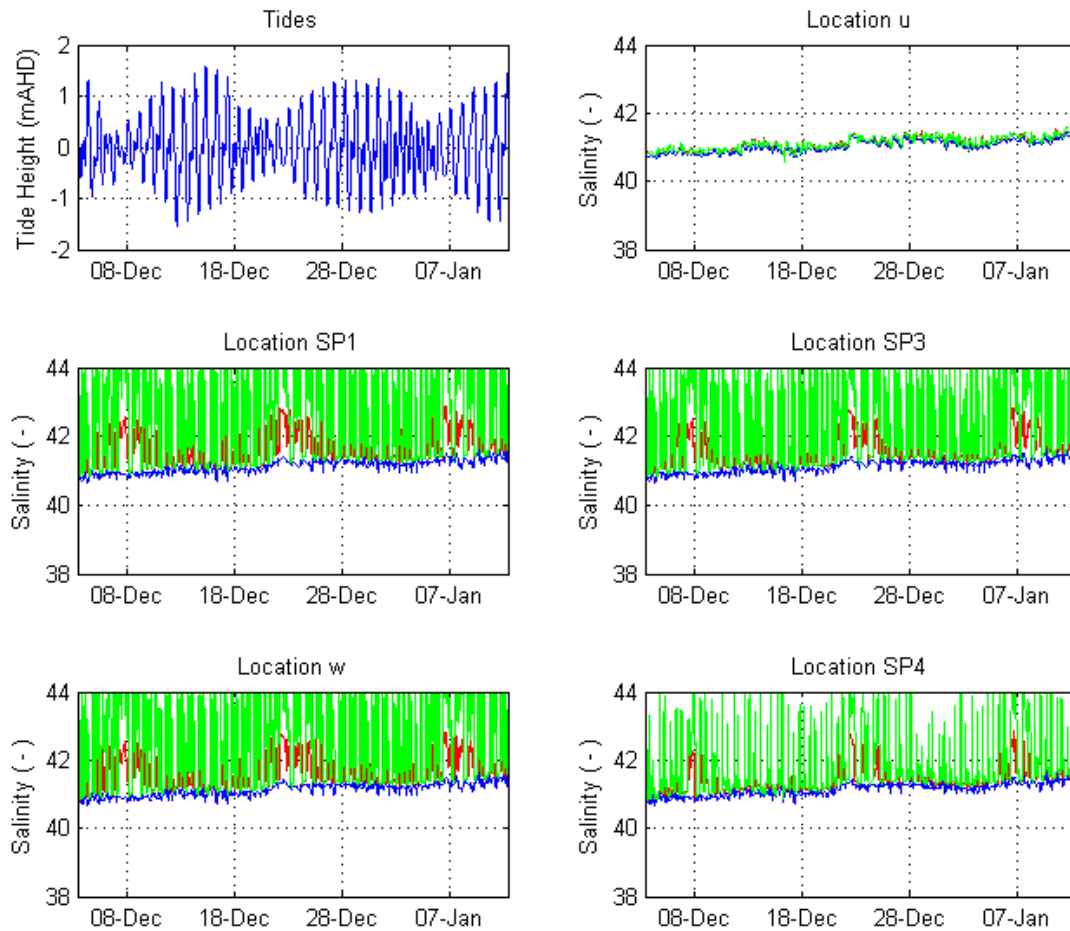 Tides
Tide Height (mAHD)
2
1
0
-1
-2
08-Dec 18-Dec 28-Dec 07-Jan
Location u
Salinity ( - )
44
42
40
38
08-Dec 18-Dec 28-Dec 07-Jan
Location SP1
Salinity ( - )
44
42
40
38
08-Dec 18-Dec 28-Dec 07-Jan
Location SP3
Salinity ( - )
44
42
40
38
08-Dec 18-Dec 28-Dec 07-Jan
Location w
Salinity ( - )
44
42
40
38
08-Dec 18-Dec 28-Dec 07-Jan
Location SP4
Salinity ( - )
44
42
40
38
08-Dec 18-Dec 28-Dec 07-Jan